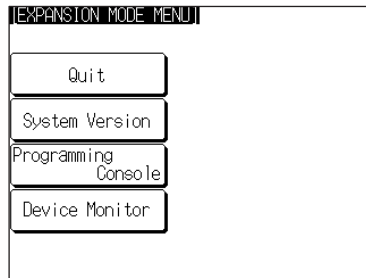 [EXPANSION MODE MENU]
Quit
System Version
Programming
Console
Device Monitor